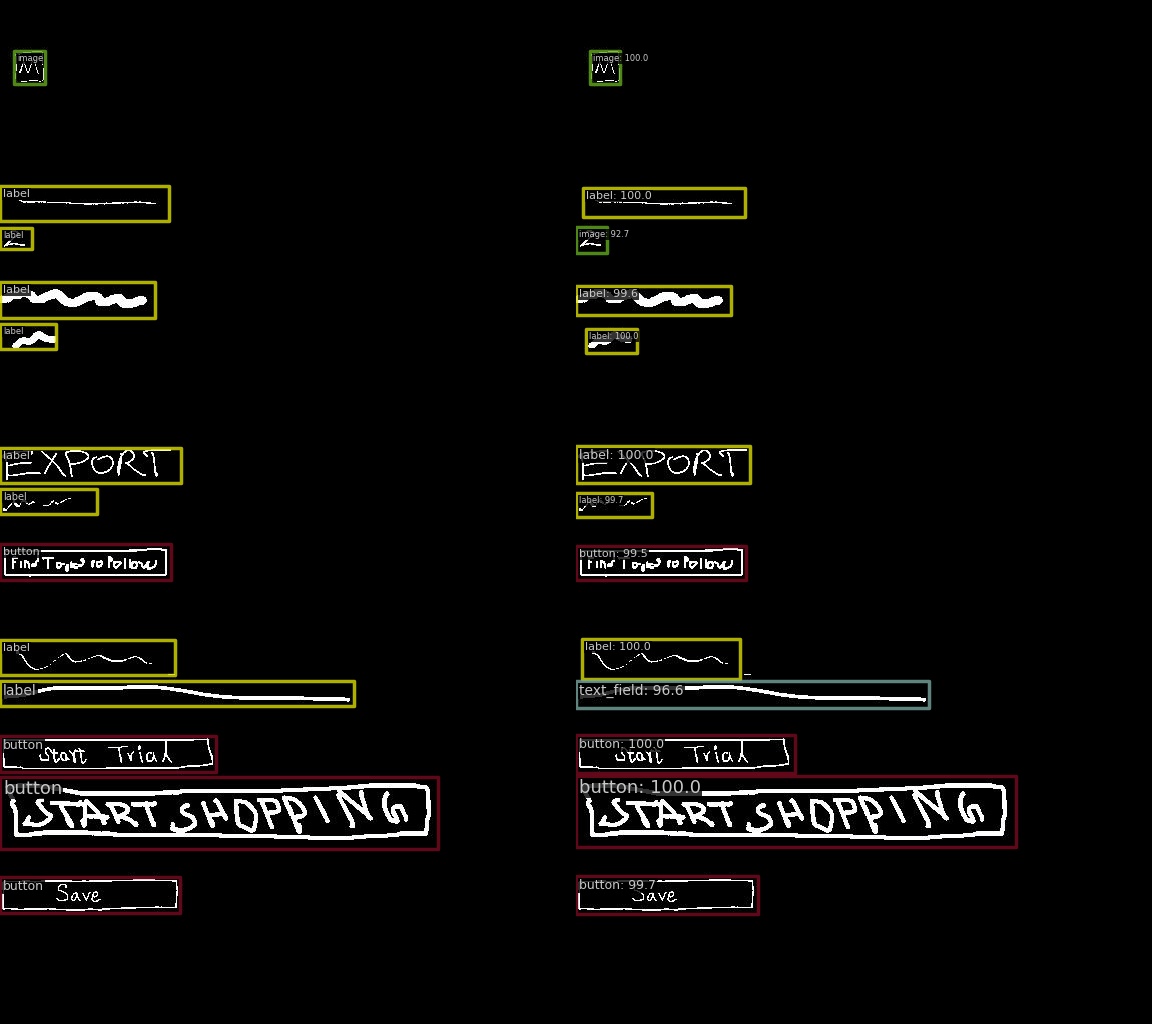 image image: 100.0
label label: 100.0
label image: 92.7
label label: 99.6
label label: 100.0
label label: 100.0
EXPORT EXPORT
label label: 99.7
button button: 99.5
Find to Follow Find to Follow
label label: 100.0
label text_field: 96.6
button button: 100.0
Start Trial Start Trial
button button: 100.0
START SHOPPING START SHOPPING
button button: 99.7
Save Save